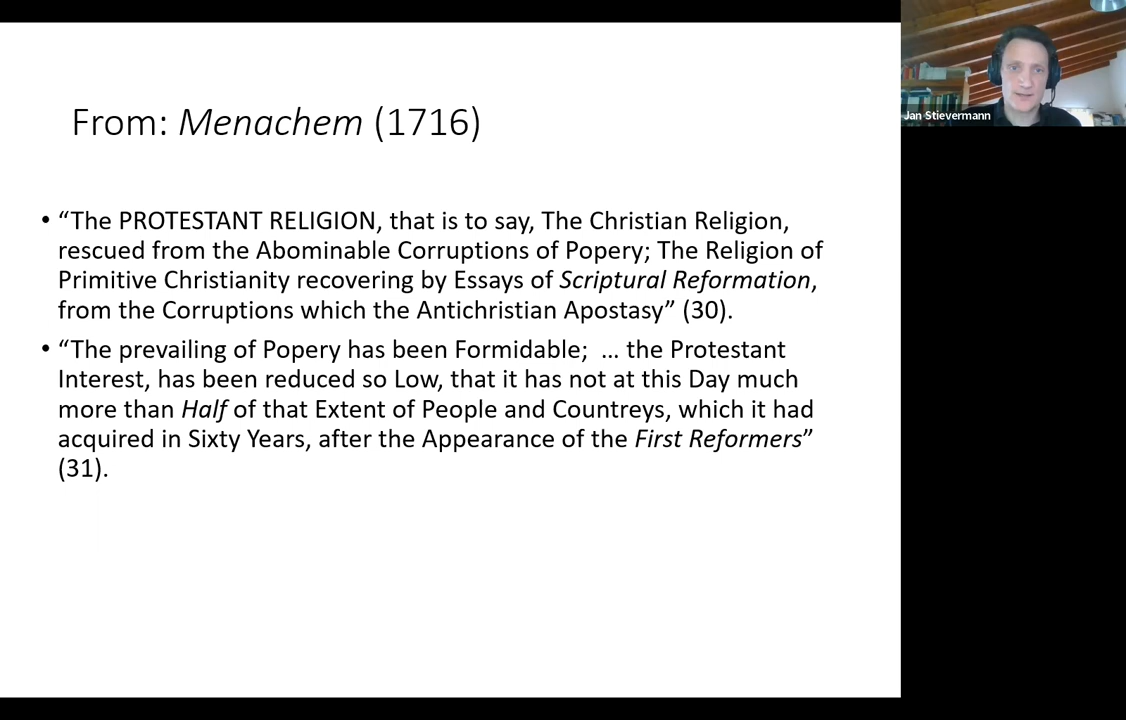 From: Menachem (1716)
• “The PROTESTANT RELIGION, that is to say, The Christian Religion,
rescued from the Abominable Corruptions of Popery; The Religion of
Primitive Christianity recovering by Essays of Scriptural Reformation,
from the Corruptions which the Antichristian Apostasy” (30).
• “The prevailing of Popery has been Formidable;  … the Protestant
Interest, has been reduced so Low, that it has not at this Day much
more than Half of that Extent of People and Countreys, which it had
acquired in Sixty Years, after the Appearance of the First Reformers”
(31).
Jan Stievermann